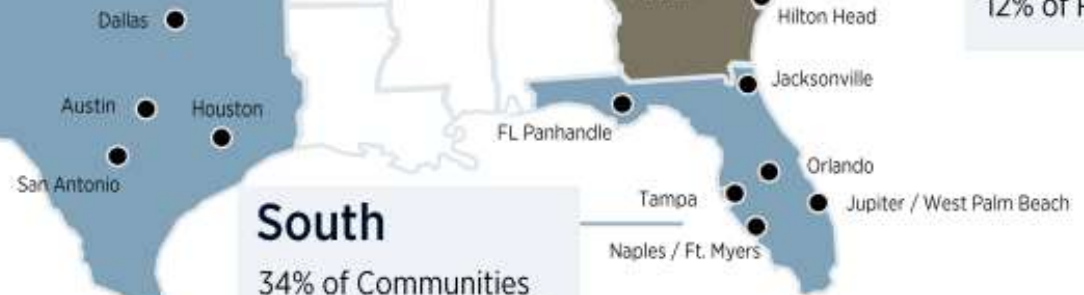 Dallas
Hilton Head
12% of
Jacksonville
Austin
Houston
FL Panhandle
Orlando
San Antonio
Tampa
Jupiter / West Palm Beach
South
Naples / Ft. Myers
34% of Communities